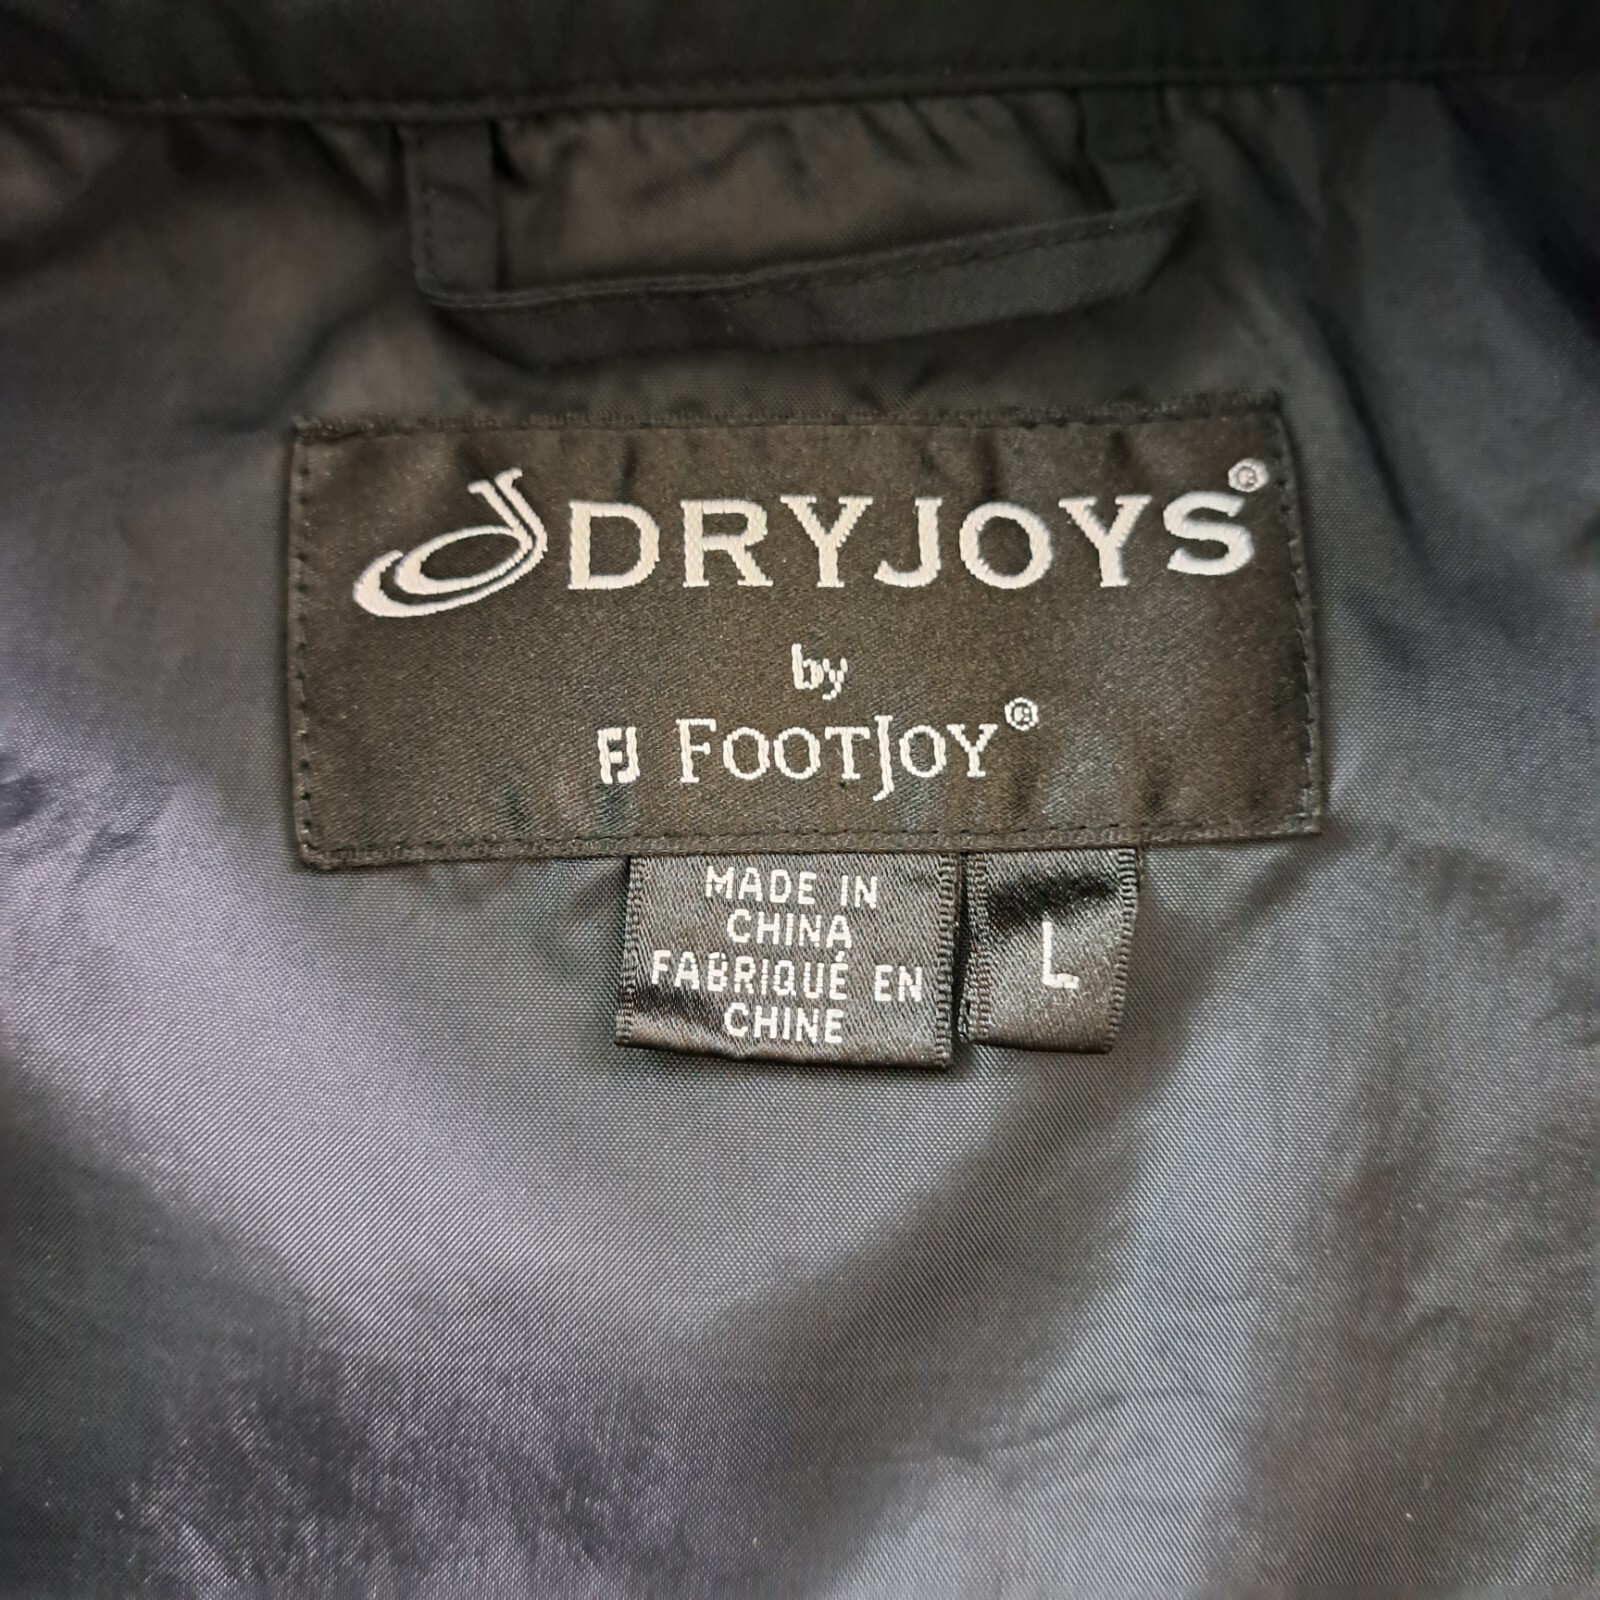 DRYJOYS®
by
FJ FOOTJOY®
MADE IN
CHINA
FABRIQUÉ EN
CHINE
L